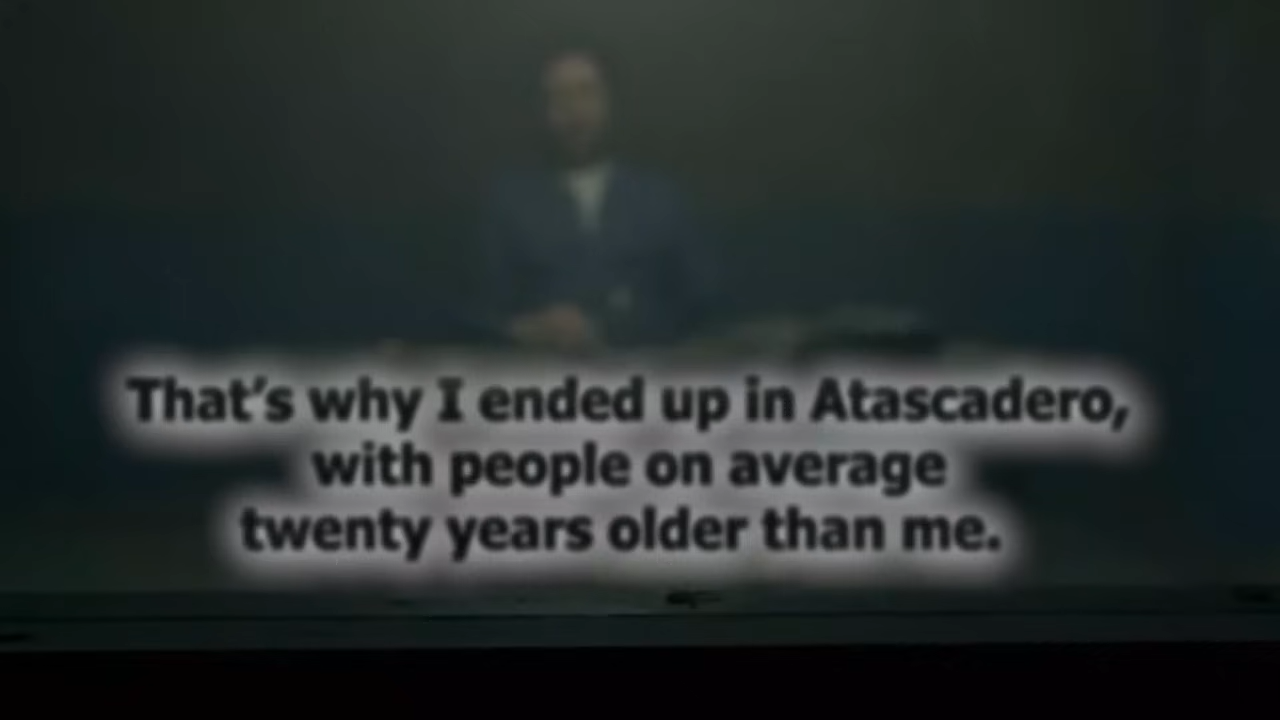 That’s why I ended up in Atascadero,
with people on average
twenty years older than me.